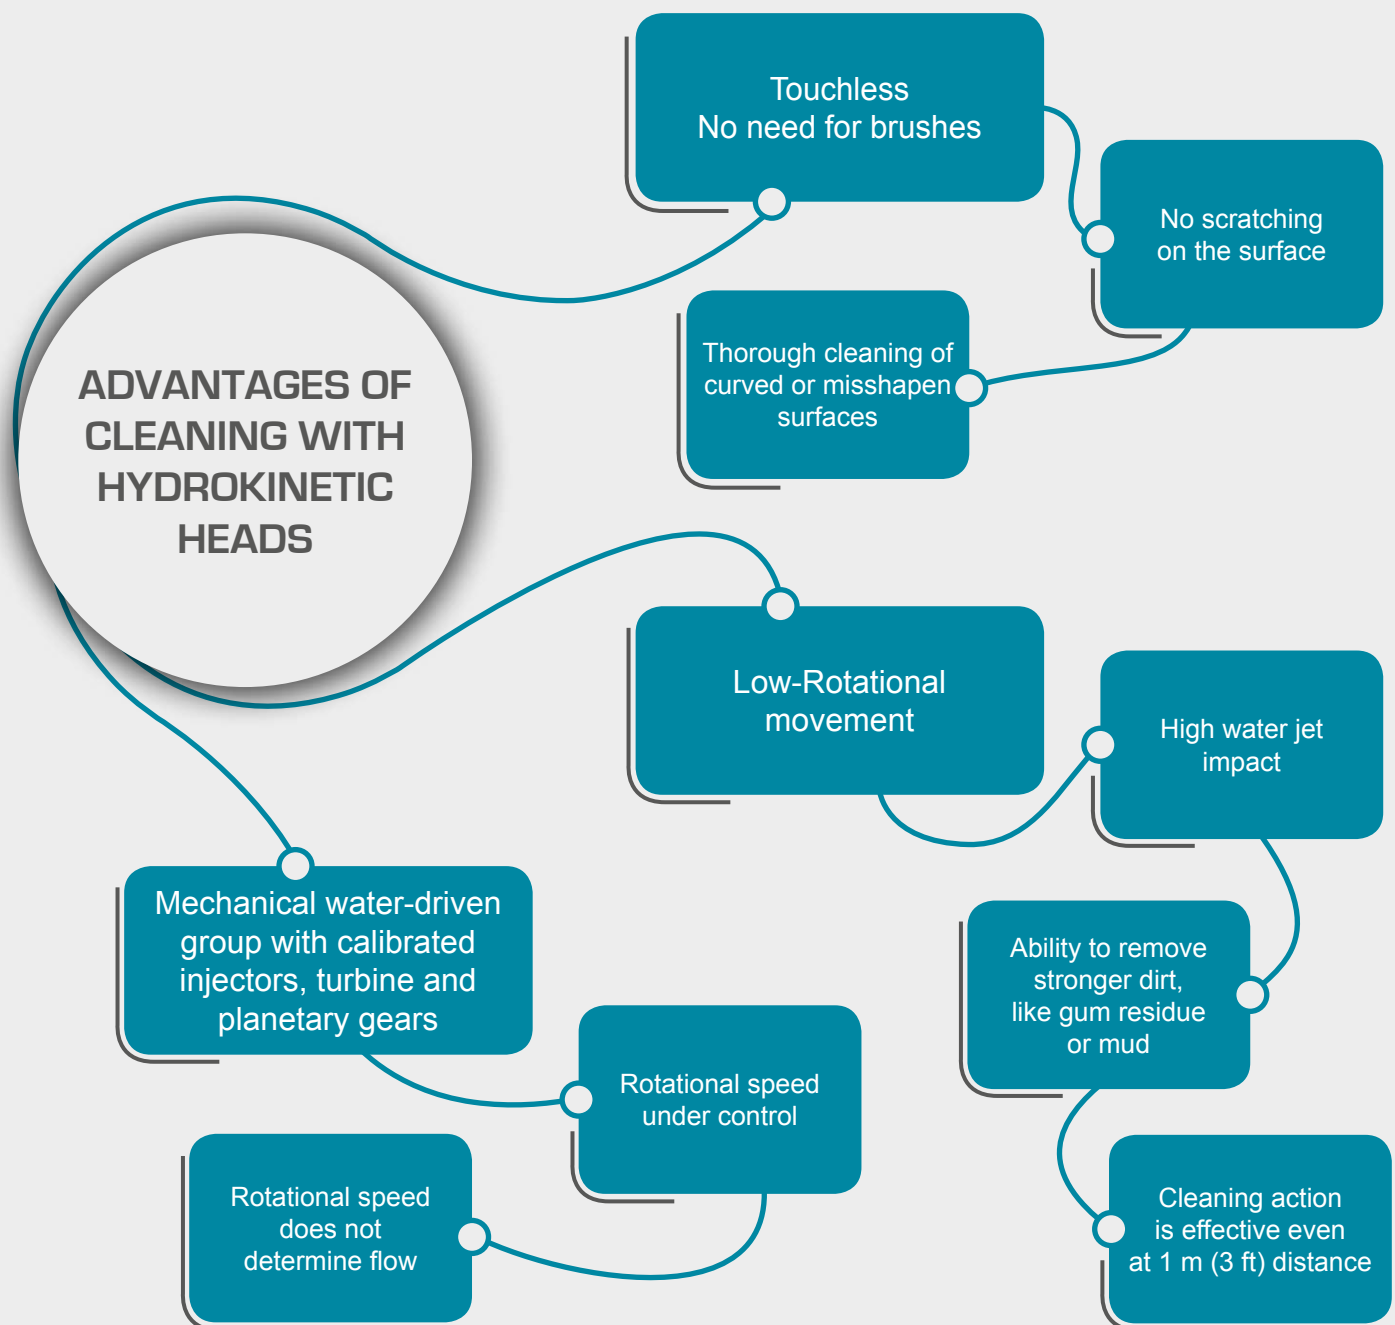 ADVANTAGES OF
CLEANING WITH
HYDROKINETIC
HEADS
Touchless
No need for brushes
No scratching
on the surface
Thorough cleaning of
curved or misshapen
surfaces
Low-Rotational
movement
High water jet
impact
Ability to remove
stronger dirt,
like gum residue
or mud
Cleaning action
is effective even
at 1 m (3 ft) distance
Mechanical water-driven
group with calibrated
injectors, turbine and
planetary gears
Rotational speed
under control
Rotational speed
does not
determine flow